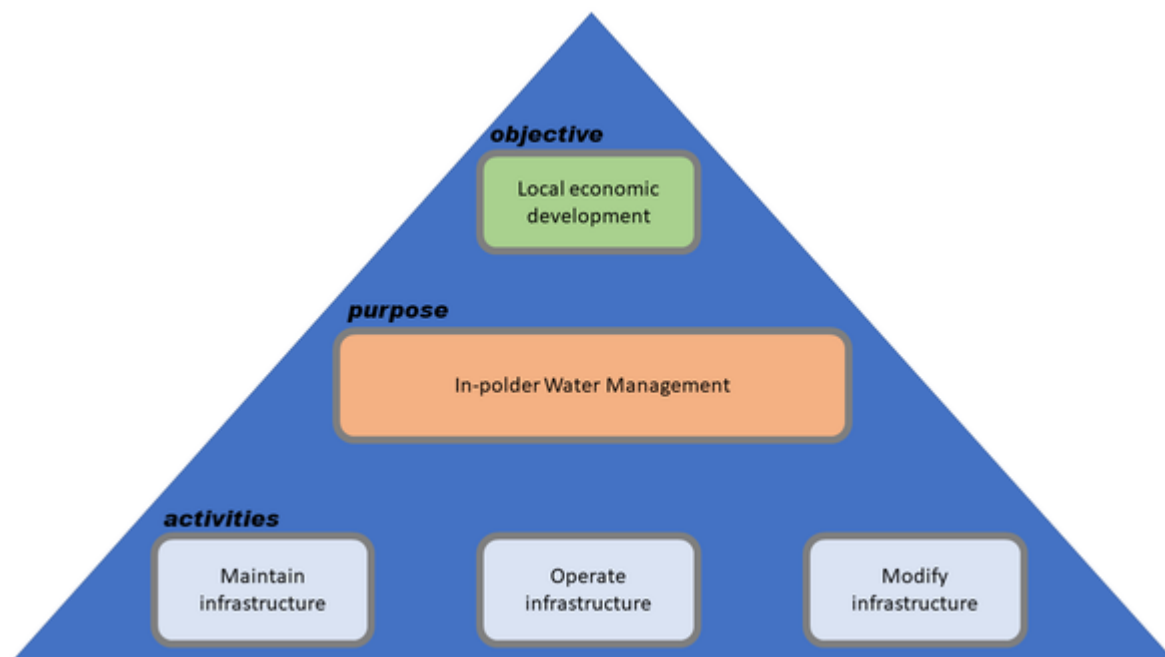 objective
Local economic
development
purpose
In-polder Water Management
activities
Maintain
infrastructure
Operate
infrastructure
Modify
infrastructure